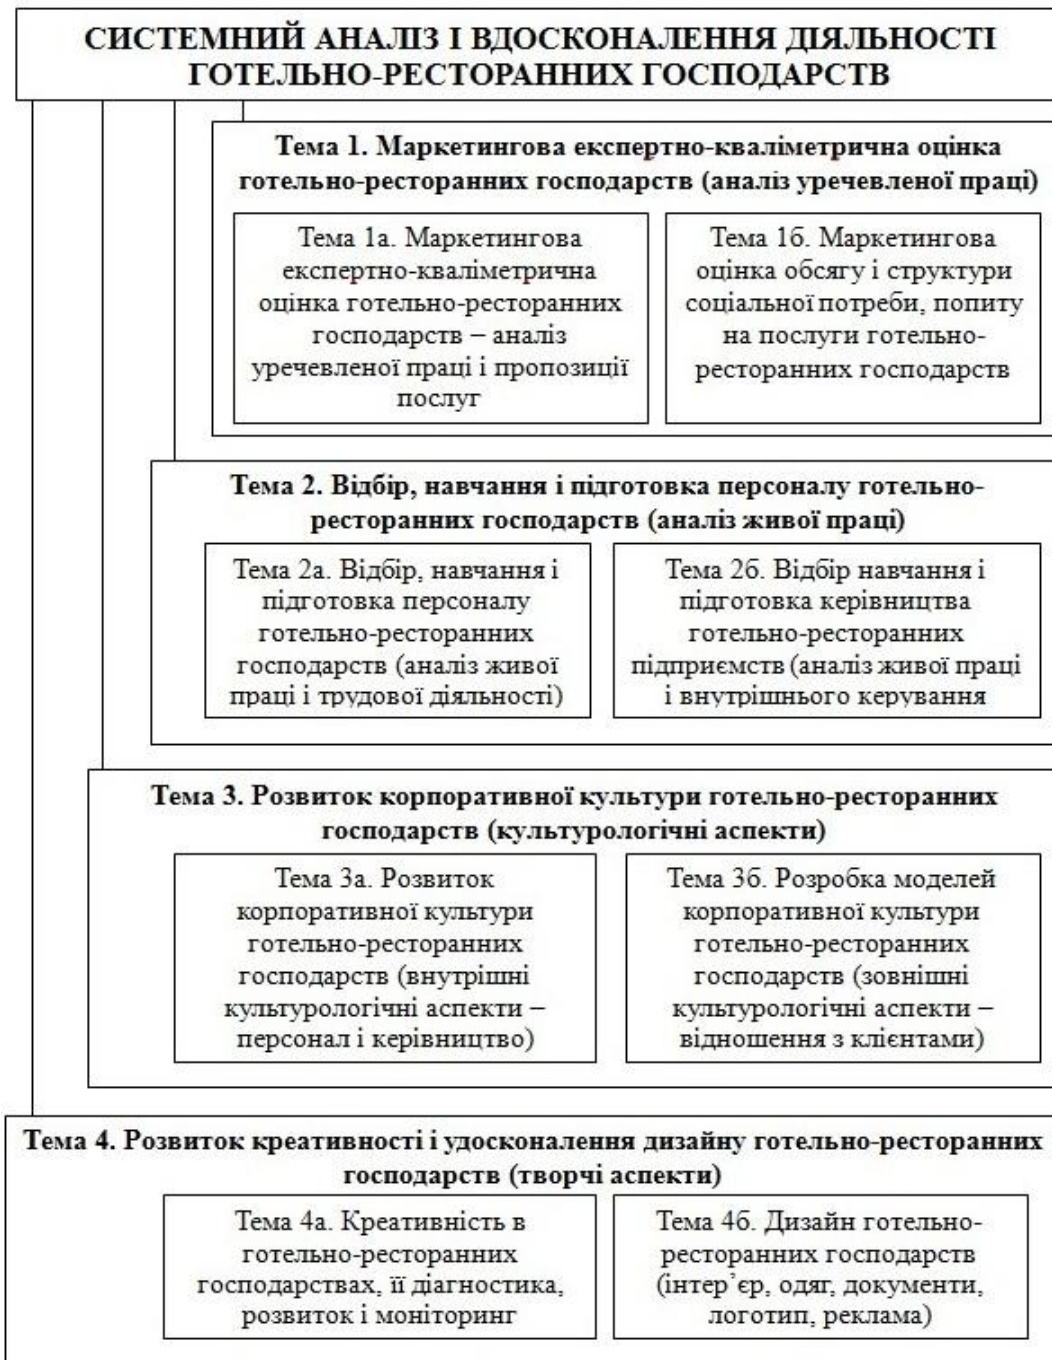 СИСТЕМНИЙ АНАЛІЗ І ВДОСКОНАЛЕННЯ ДІЯЛЬНОСТІ
ГОТЕЛЬНО-РЕСТОРАННИХ ГОСПОДАРСТВ
Тема 1. Маркетингова експертно-кваліметрична оцінка
готельно-ресторанних господарств (аналіз уречевленої праці)
Тема 1а. Маркетингова
експертно-кваліметрична
оцінка готельно-ресторанних
господарств – аналіз
уречевленої праці і пропозиції
послуг
Тема 1б. Маркетингова
оцінка обсягу і структури
соціальної потреби, попиту
на послуги готельно-
ресторанних господарств
Тема 2. Відбір, навчання і підготовка персоналу готельно-
ресторанних господарств (аналіз живої праці)
Тема 2а. Відбір, навчання і
підготовка персоналу
готельно-ресторанних
господарств (аналіз живої
праці і трудової діяльності)
Тема 2б. Відбір навчання і
підготовка керівництва
готельно-ресторанних
підприємств (аналіз живої праці
і внутрішнього керування
Тема 3. Розвиток корпоративної культури готельно-ресторанних
господарств (культурологічні аспекти)
Тема 3а. Розвиток
корпоративної культури
готельно-ресторанних
господарств (внутрішні
культурологічні аспекти –
персонал і керівництво)
Тема 3б. Розробка моделей
корпоративної культури
готельно-ресторанних
господарств (зовнішні
культурологічні аспекти –
відношення з клієнтами)
Тема 4. Розвиток креативності і удосконалення дизайну готельно-ресторанних
господарств (творчі аспекти)
Тема 4а. Креативність в
готельно-ресторанних
господарствах, її діагностика,
розвиток і моніторинг
Тема 4б. Дизайн готельно-
ресторанних господарств
(інтер’єр, одяг, документи,
логотип, реклама)